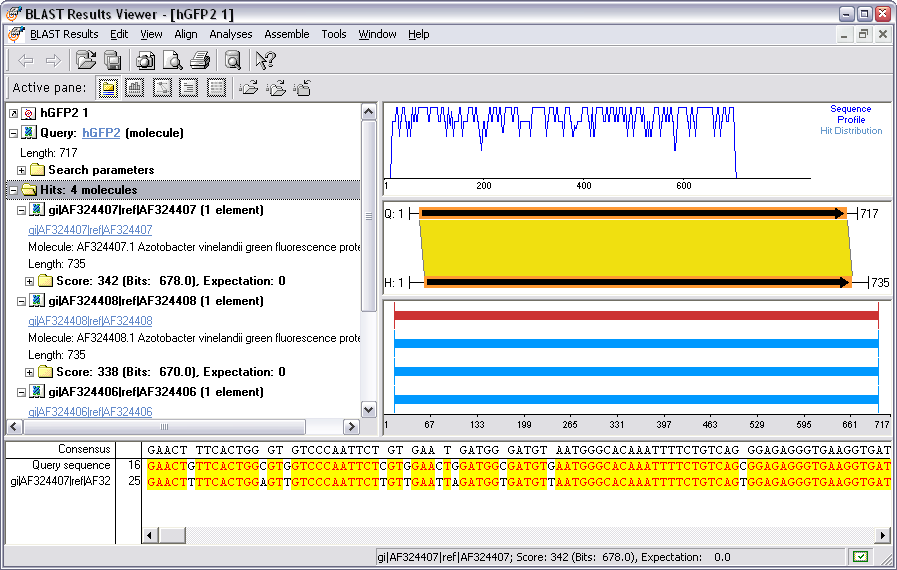 BLAST Results Viewer - [hGFP2 1]
BLAST Results Edit View Align Analyses Assemble Tools Window Help
Active pane:
hGFP2 1
Query: hGFP2 (molecule)
Length: 717
Search parameters
Hits: 4 molecules
gi|AF324407|ref|AF324407 (1 element)
gi|AF324407|ref|AF324407
Molecule: AF324407.1 Azotobacter vinelandii green fluorescence prote
Length: 735
Score: 342 (Bits: 678.0), Expectation: 0
gi|AF324408|ref|AF324408 (1 element)
gi|AF324408|ref|AF324408
Molecule: AF324408.1 Azotobacter vinelandii green fluorescence prote
Length: 735
Score: 338 (Bits: 670.0), Expectation: 0
gi|AF324406|ref|AF324406 (1 element)
gi|AF324406|ref|AF324406
Sequence
Profile
Hit Distribution
1 200 400 600
Q: 1 717
H: 1 735
1 67 133 199 265 331 397 463 529 595 661 717
Consensus GAACT TTCACTGG GT GTCCCAATTCT GT GAA T GATGG GATGT AATGGGCACAAATTTTCTGTCAG GGAGAGGGTGAAGGTGAT
Query sequence 16 GAACTGTTCACTGGCGTGGTCCCAATTCTCGTGGAACTGGATGGCGATGTGAATGGGCACAAATTTTCTGTCAGCGGAGAGGGTGAAGGTGAT
gi|AF324407|ref|AF32 25 GAACTTTTCACTGGAGTTGTCCCAATTCTTGTTGAATTAGATGGTGATGTTAATGGGCACAAATTTTCTGTCAGTGGAGAGGGTGAAGGTGAT
gi|AF324407|ref|AF324407; Score: 342 (Bits: 678.0), Expectation: 0.0